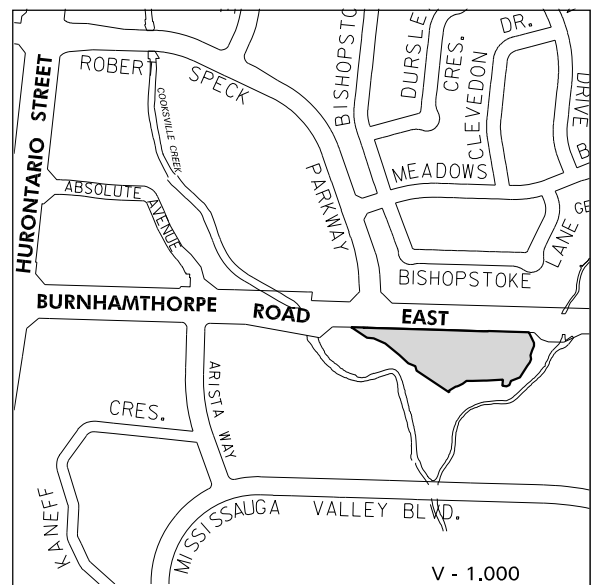 DR.
BISHOPSTO
DURSLE
CRES.
CLEVEDON
DRIVE
B
HURONTARIO STREET
ROBERT SPECK PARKWAY
COOKSVILLE CREEK
MEADOWS
ABSOLUTE AVENUE
LANE
GE
BISHOPSTOKE
BURNHAMTHORPE ROAD EAST
ARISTA WAY
CRES.
KANEFF
MISSISSAUGA VALLEY BLVD.
V - 1.000